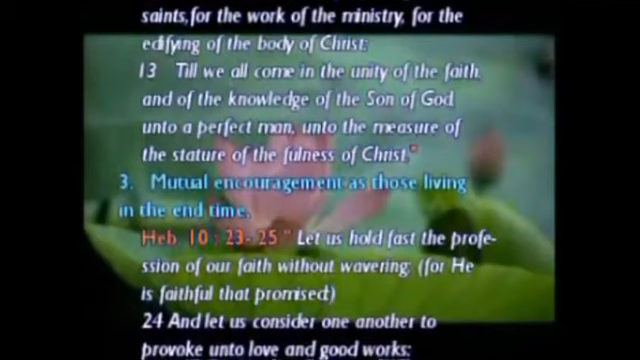 saints,for the work of the ministry, for the
edifying of the body of Christ:
13 Till we all come in the unity of the faith,
and of the knowledge of the Son of God,
unto a perfect man, unto the measure of
the stature of the fulness of Christ."
3. Mutual encouragement as those living
in the end time.
Heb 10 : 23-25 " Let us hold fast the profe-
ssion of our faith without wavering; (for He
is faithful that promised;)
24 And let us consider one another to
provoke unto love and good works: